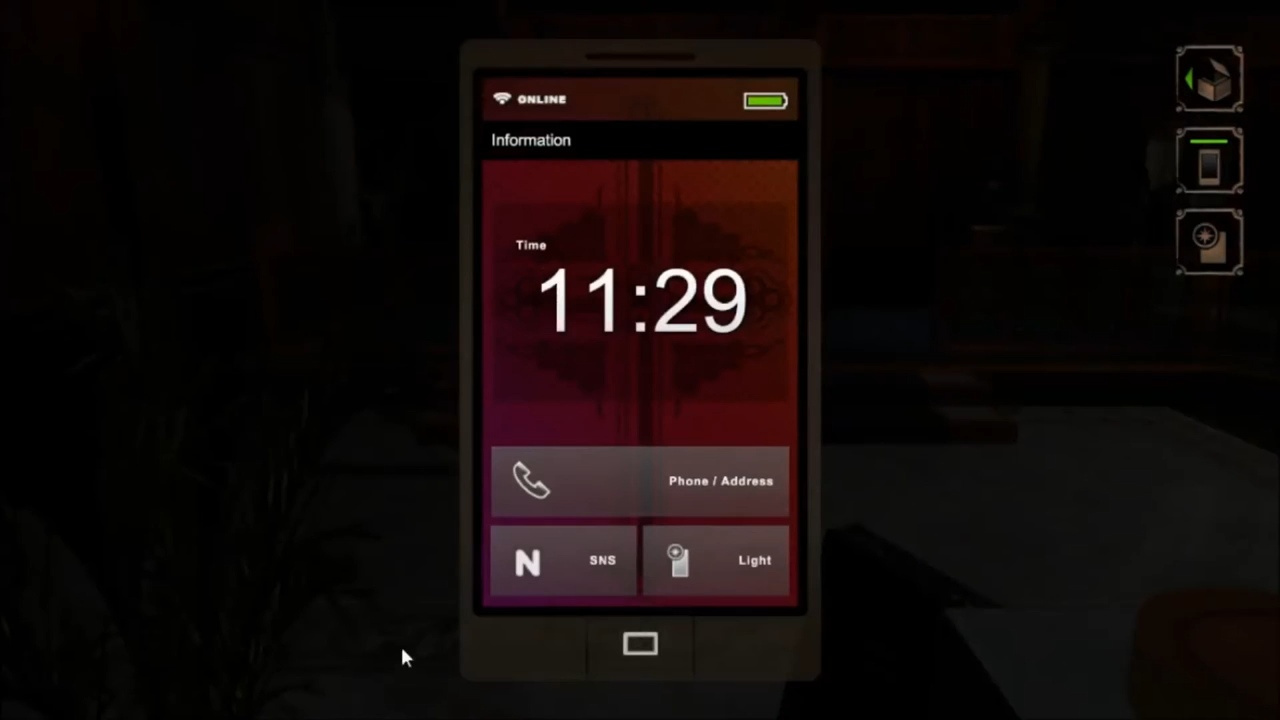 ONLINE
Information
Time
11:29
Phone / Address
N SNS
Light